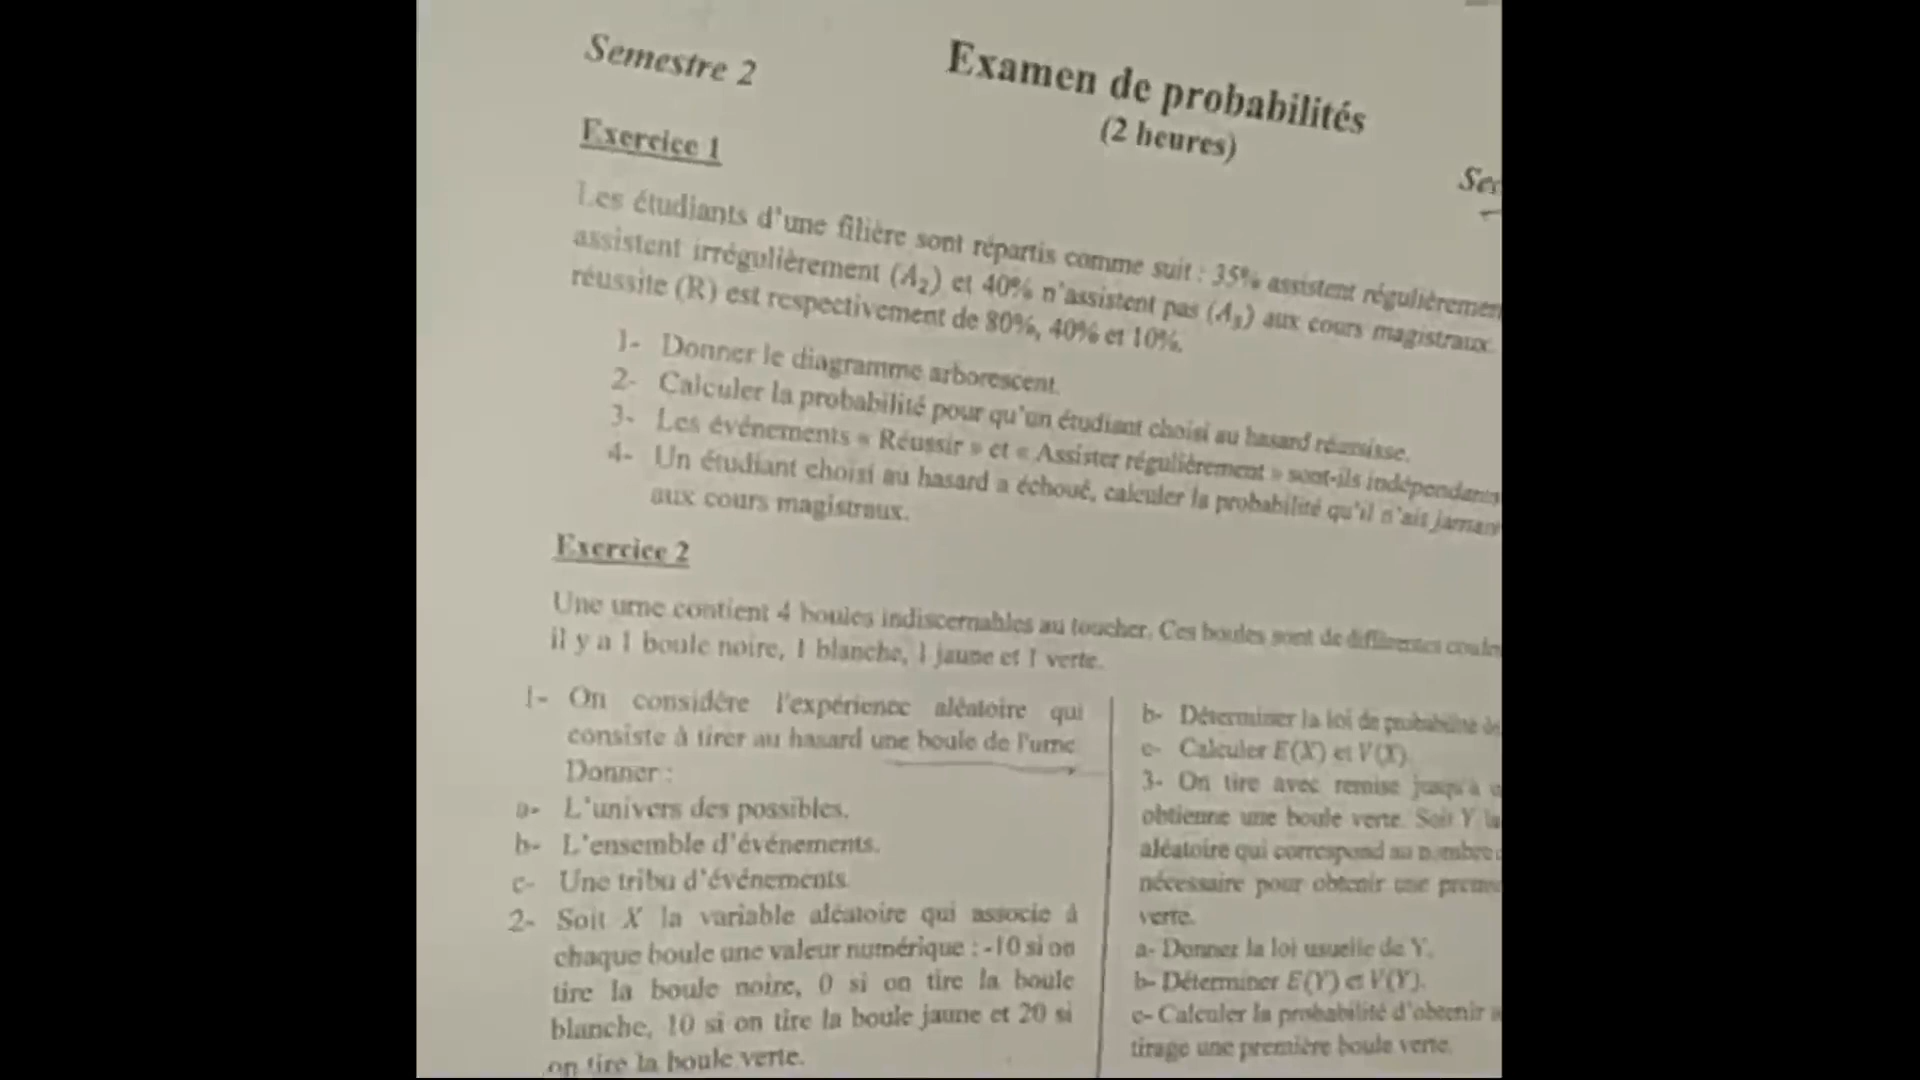 Semestre 2
Examen de probabilités
(2 heures)
Exercice 1
Les étudiants d'une filière sont répartis comme suit : 35% assistent
assistent irrégulièrement (A₂) et 40% n'assistent pas (A₃) aux cours magistraux.
réussite (R) est respectivement de 80%, 40% et 10%.
1- Donner le diagramme arborescent.
2- Calculer la probabilité pour qu'un étudiant choisi au hasard réussisse.
3- Les événements « Réussir » et « Assister régulièrement » sont-ils indépendants
4- Un étudiant choisi au hasard a échoué, calculer la probabilité qu'il n'ait jamais
aux cours magistraux.
Exercice 2
Une urne contient 4 boules indiscernables au toucher. Ces boules sont de différentes
il y a 1 boule noire, 1 blanche, 1 jaune et 1 verte.
1- On considère l'expérience aléatoire qui
consiste à tirer au hasard une boule de l'urne
Donner :
a- L'univers des possibles.
b- L'ensemble d'événements.
c- Une tribu d'événements.
2- Soit X la variable aléatoire qui associe à
chaque boule une valeur numérique : -10 si on
tire la boule noire, 0 si on tire la boule
blanche, 10 si on tire la boule jaune et 20 si
on tire la boule verte.
b- Déterminer la loi de probabilité
c- Calculer E(X) et V(X).
3- On tire avec remise jusqu'à
obtienne une boule verte. Soit Y la
aléatoire qui correspond au nombre
nécessaire pour obtenir une
verte.
a- Donner la loi usuelle de Y.
b- Déterminer E(Y) et V(Y).
c- Calculer la probabilité d'obtenir
tirage une première boule verte.